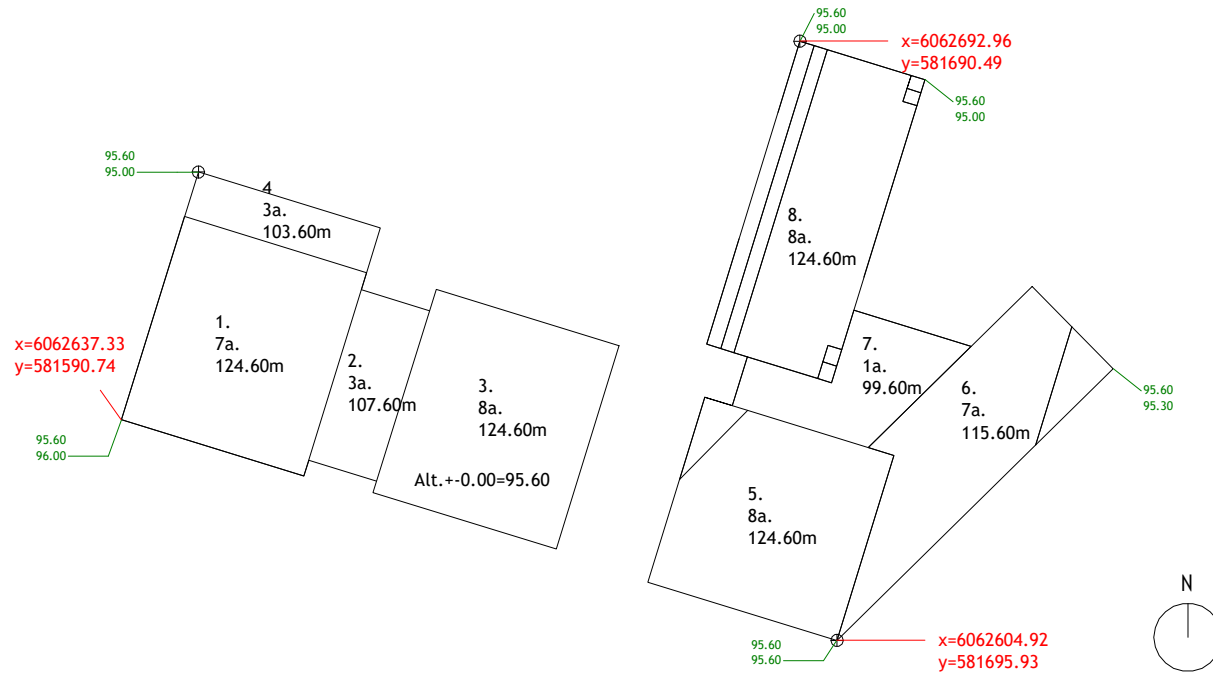 95.60
95.00
x=6062692.96
y=581690.49
95.60
95.00
95.60
95.00
4
3a.
103.60m
8.
8a.
124.60m
1.
7a.
124.60m
x=6062637.33
y=581590.74
2.
3a.
107.60m
3.
8a.
124.60m
7.
1a.
99.60m
6.
7a.
115.60m
95.60
95.30
95.60
96.00
Alt.+-0.00=95.60
5.
8a.
124.60m
N
95.60
95.60
x=6062604.92
y=581695.93